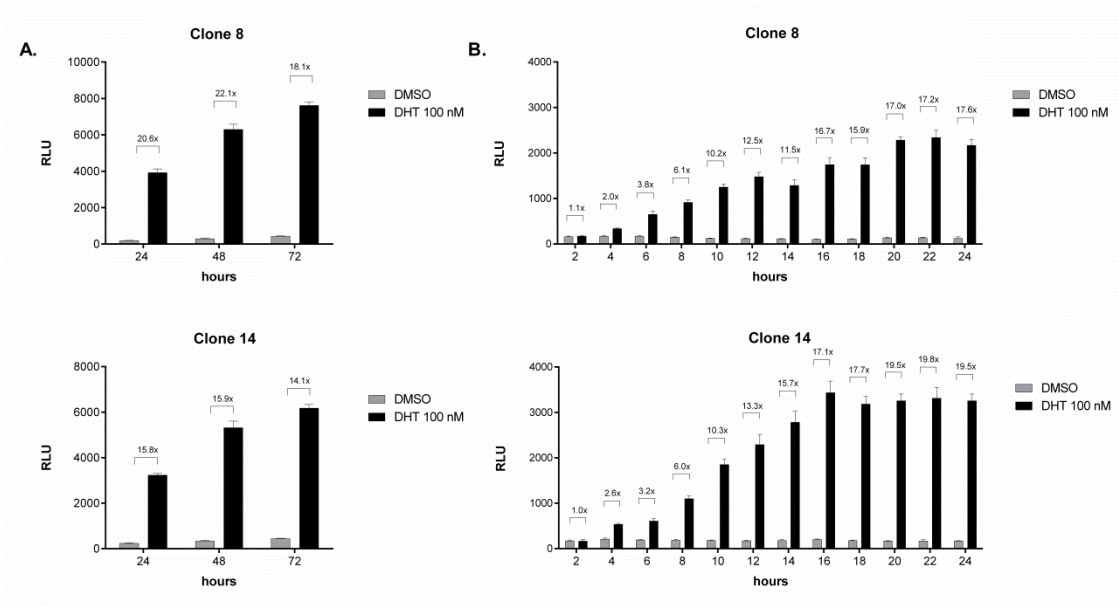 A.
Clone 8
10000
8000
6000
4000
2000
0
RLU
20.6x
22.1x
18.1x
24 48 72
hours
DMSO
DHT 100 nM
B.
Clone 8
4000
3000
2000
1000
0
RLU
1.1x
2.0x
3.8x
6.1x
10.2x
12.5x
11.5x
16.7x
15.9x
17.0x
17.2x
17.6x
2 4 6 8 10 12 14 16 18 20 22 24
hours
DMSO
DHT 100 nM
Clone 14
8000
6000
4000
2000
0
RLU
15.8x
15.9x
14.1x
24 48 72
hours
DMSO
DHT 100 nM
Clone 14
4000
3000
2000
1000
0
RLU
1.0x
2.6x
3.2x
6.0x
10.3x
13.3x
15.7x
17.1x
17.7x
19.5x
19.8x
19.5x
2 4 6 8 10 12 14 16 18 20 22 24
hours
DMSO
DHT 100 nM